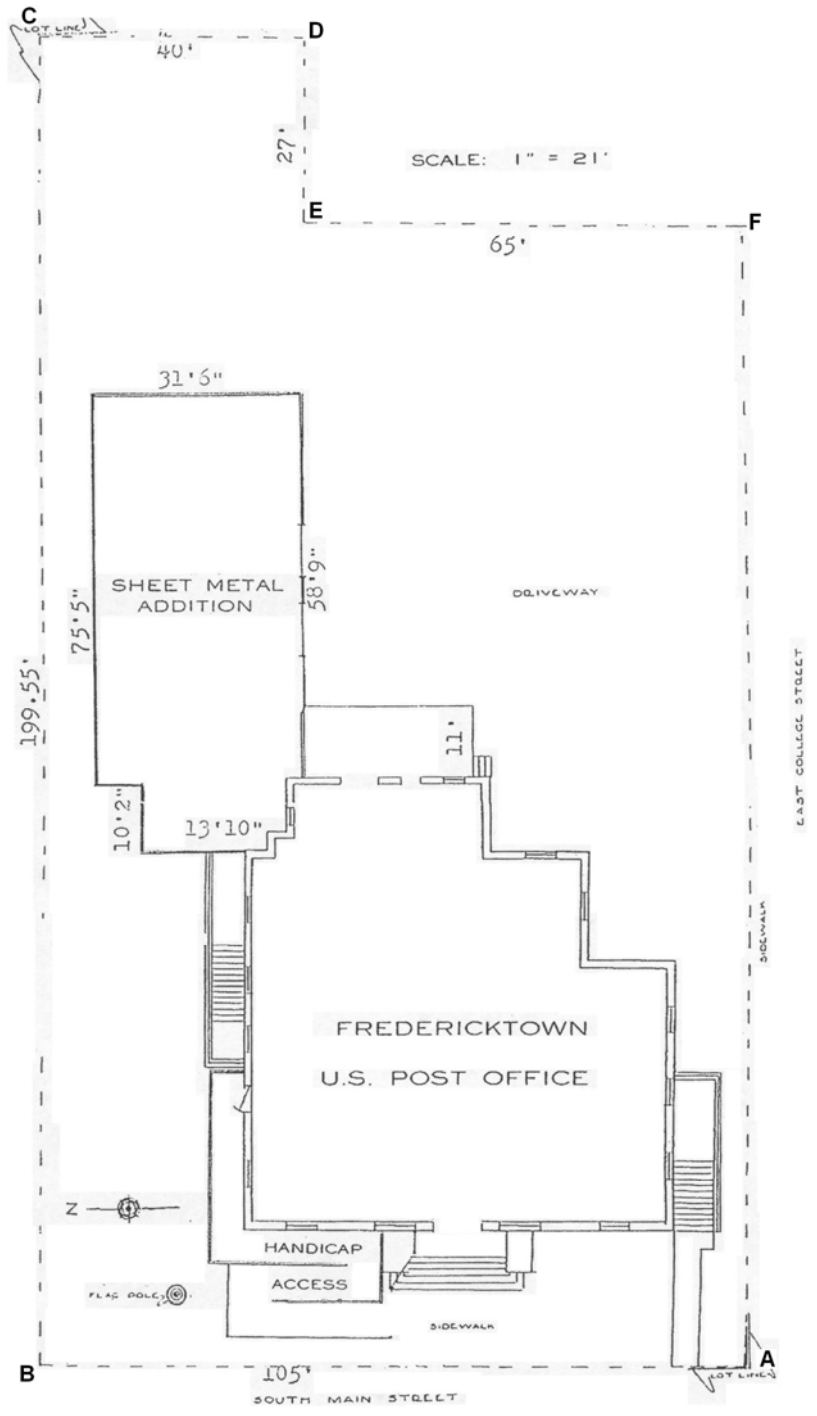 C
LOT LINE
D
40'
27'
SCALE: 1" = 21'
E
F
65'
31'6"
SHEET METAL
ADDITION
58'9"
75'5"
DRIVEWAY
199.55'
EAST COLLEGE STREET
11'
10'2"
13'10"
SIDEWALK
FREDERICKTOWN
U.S. POST OFFICE
Z
HANDICAP
ACCESS
FLAG POLE
SIDEWALK
B
105'
A
LOT LINE
SOUTH MAIN STREET